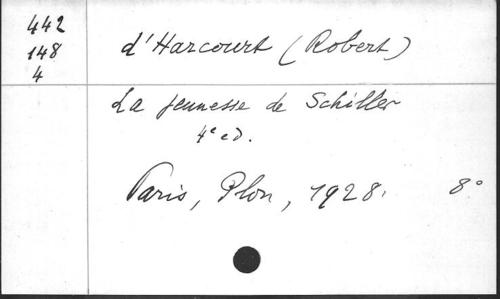 442
148
4
d'Harcourt (Robert)
La jeunesse de Schiller
4e ed.
Paris, Plon, 1928. 8°